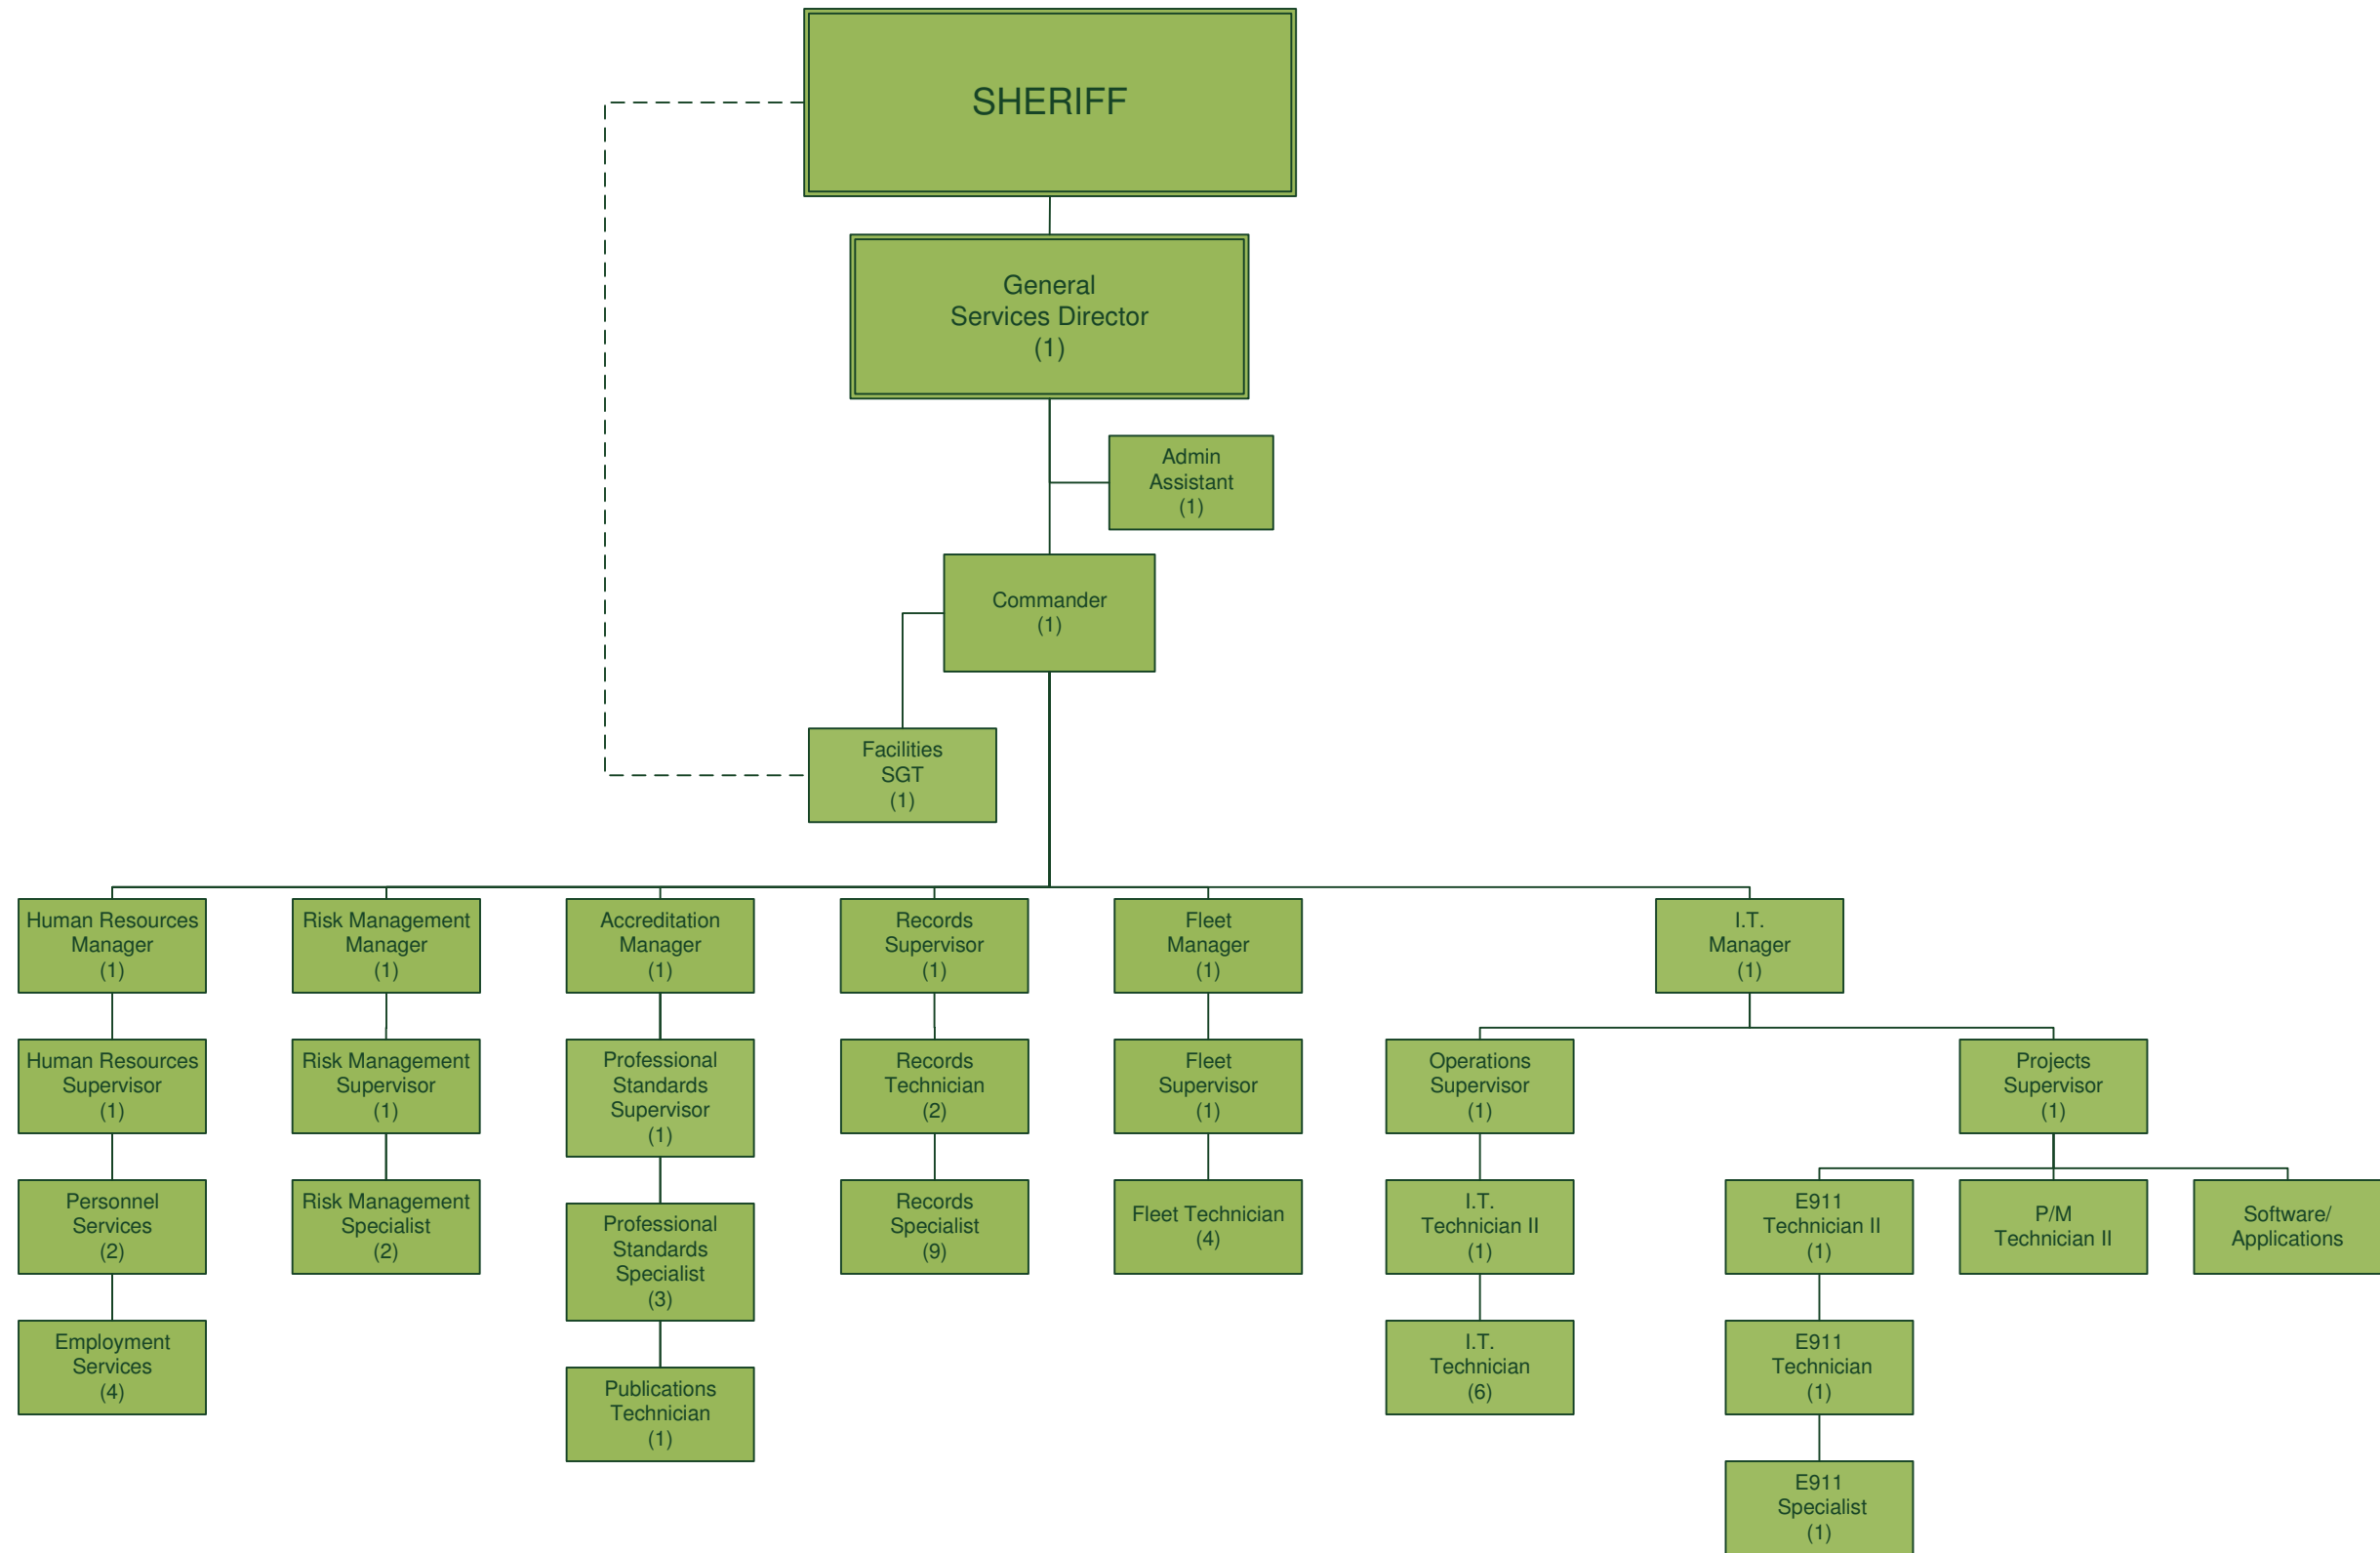 SHERIFF
General
Services Director
(1)
Admin
Assistant
(1)
Commander
(1)
Facilities
SGT
(1)
Human Resources
Manager
(1)
Risk Management
Manager
(1)
Accreditation
Manager
(1)
Records
Supervisor
(1)
Fleet
Manager
(1)
I.T.
Manager
(1)
Human Resources
Supervisor
(1)
Risk Management
Supervisor
(1)
Professional
Standards
Supervisor
(1)
Records
Technician
(2)
Fleet
Supervisor
(1)
Operations
Supervisor
(1)
Projects
Supervisor
(1)
Personnel
Services
(2)
Risk Management
Specialist
(2)
Professional
Standards
Specialist
(3)
Records
Specialist
(9)
Fleet Technician
(4)
I.T.
Technician II
(1)
E911
Technician II
(1)
P/M
Technician II
Software/
Applications
Employment
Services
(4)
Publications
Technician
(1)
I.T.
Technician
(6)
E911
Technician
(1)
E911
Specialist
(1)